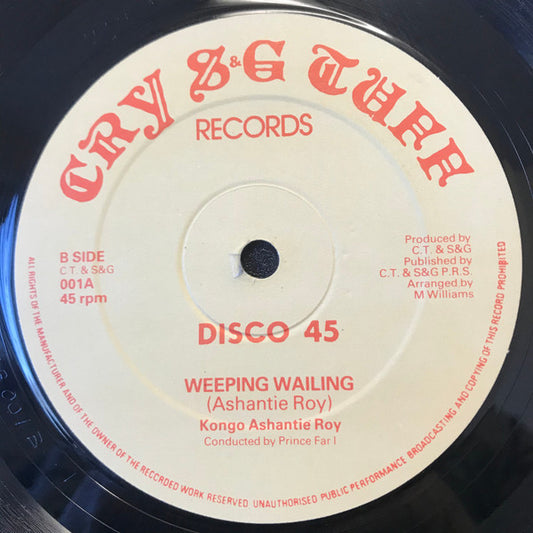 CRY S&G TUFF
RECORDS
B SIDE
C.T. & S&G
001A
45 rpm
Produced by
C.T. & S&G
Published by
C.T. & S&G P.R.S.
Arranged by
M Williams
DISCO 45
WEEPING WAILING
(Ashantie Roy)
Kongo Ashantie Roy
Conducted by Prince Far I
ALL RIGHTS OF THE MANUFACTURER AND OF THE OWNER OF THE RECORDED WORK RESERVED UNAUTHORISED PUBLIC PERFORMANCE BROADCASTING AND COPYING OF THIS RECORD PROHIBITED